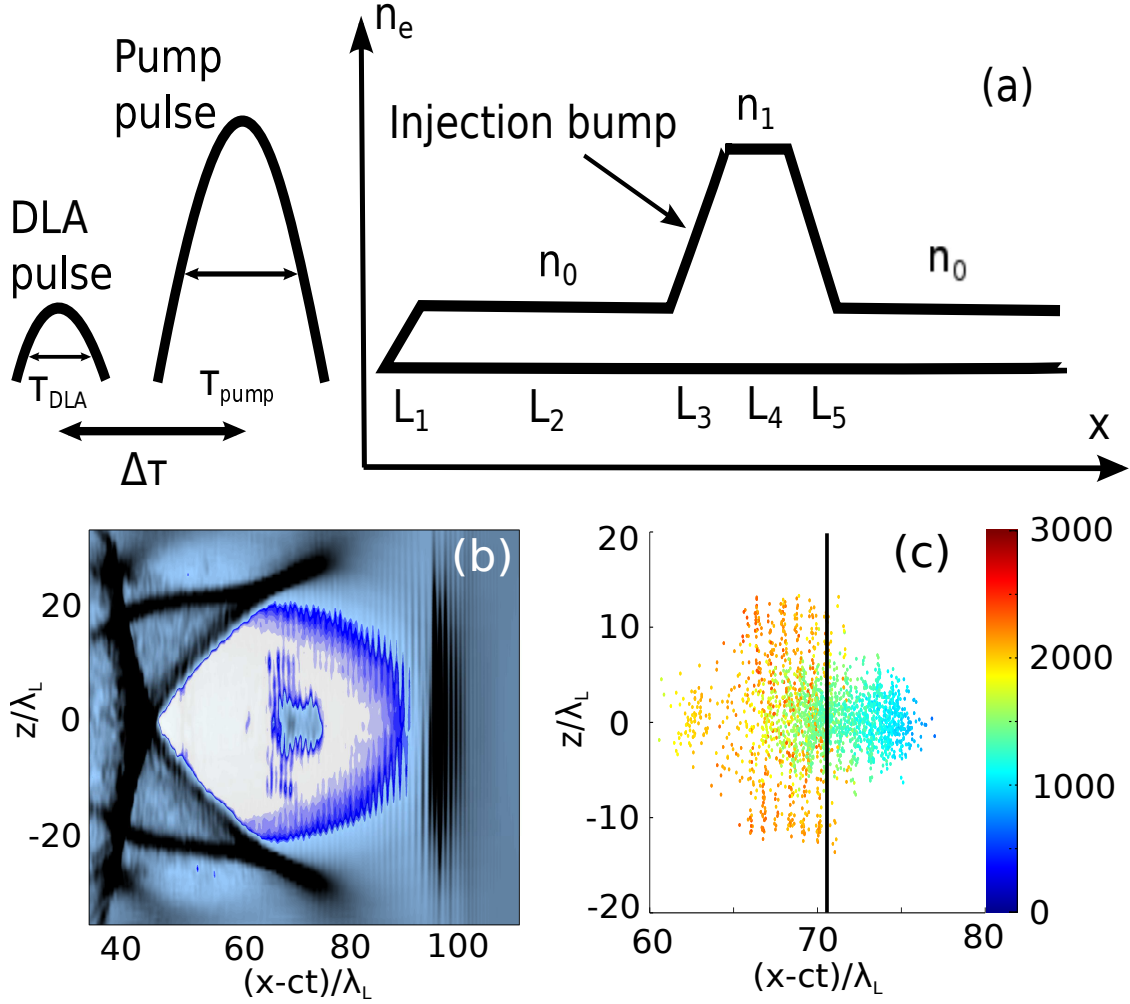 Pump
pulse
DLA
pulse
τ_DLA
τ_pump
Δτ
n_e
(a)
Injection bump
n_1
n_0
n_0
L_1 L_2 L_3 L_4 L_5
x
(b)
20
0
-20
z/λ_L
40 60 80 100
(x-ct)/λ_L
(c)
20
10
0
-10
-20
z/λ_L
60 70 80
(x-ct)/λ_L
3000
2000
1000
0